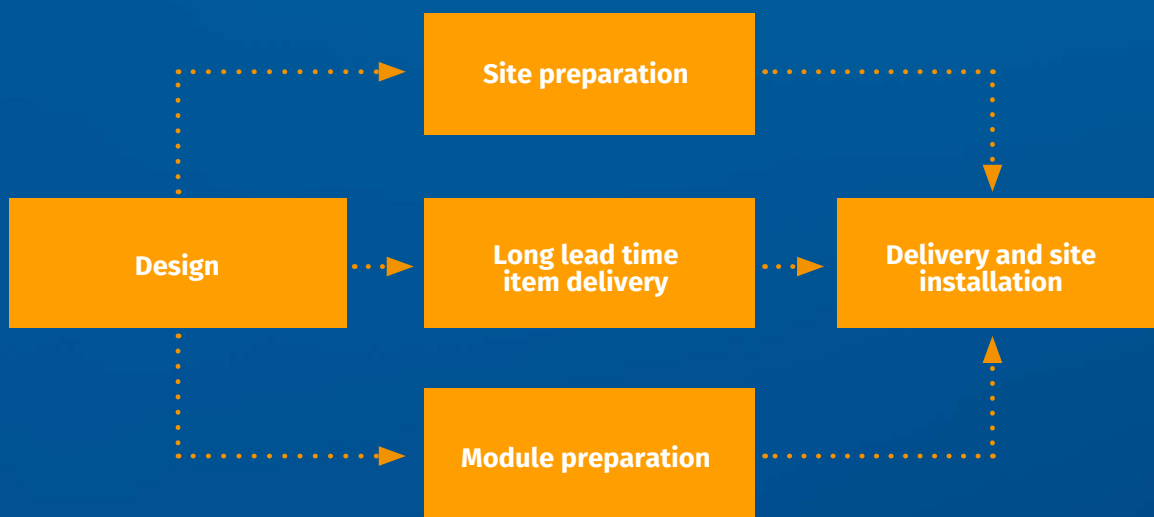 Site preparation
Design
Long lead time
item delivery
Delivery and site
installation
Module preparation